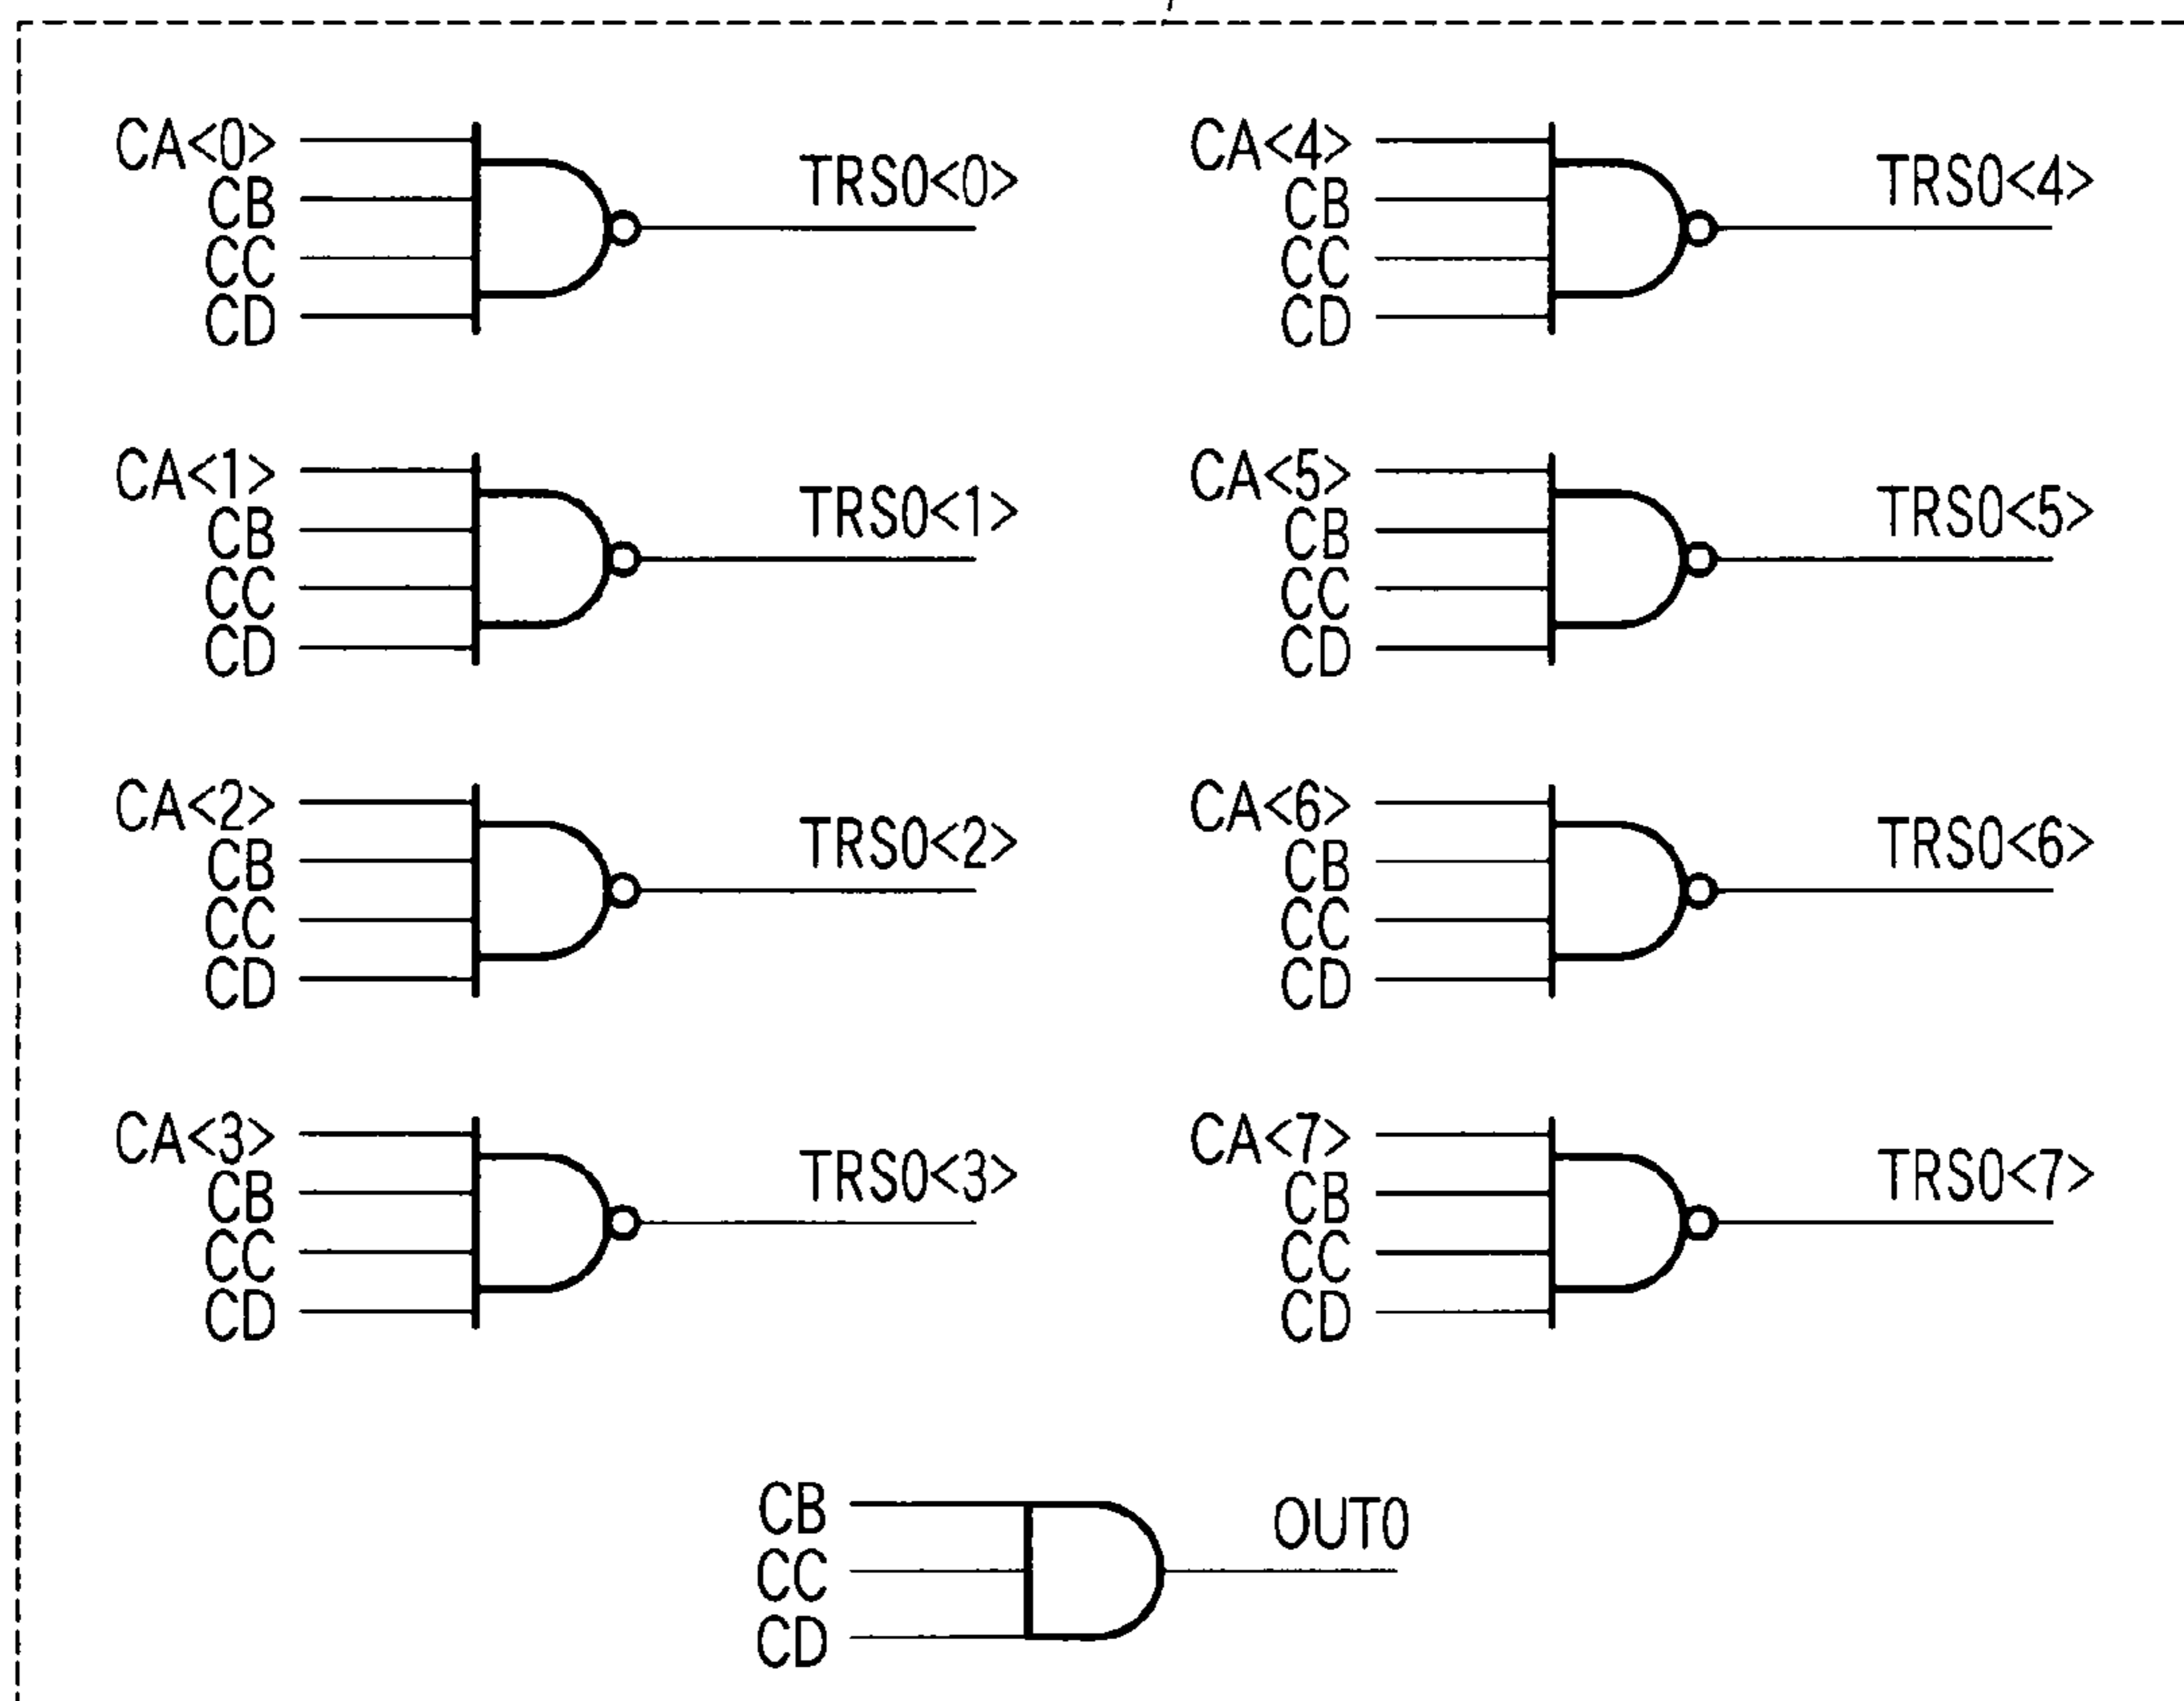 CA<0>
CB
CC
CD
TRS0<0>
CA<1>
CB
CC
CD
TRS0<1>
CA<2>
CB
CC
CD
TRS0<2>
CA<3>
CB
CC
CD
TRS0<3>
CA<4>
CB
CC
CD
TRS0<4>
CA<5>
CB
CC
CD
TRS0<5>
CA<6>
CB
CC
CD
TRS0<6>
CA<7>
CB
CC
CD
TRS0<7>
CB
CC
CD
OUT0